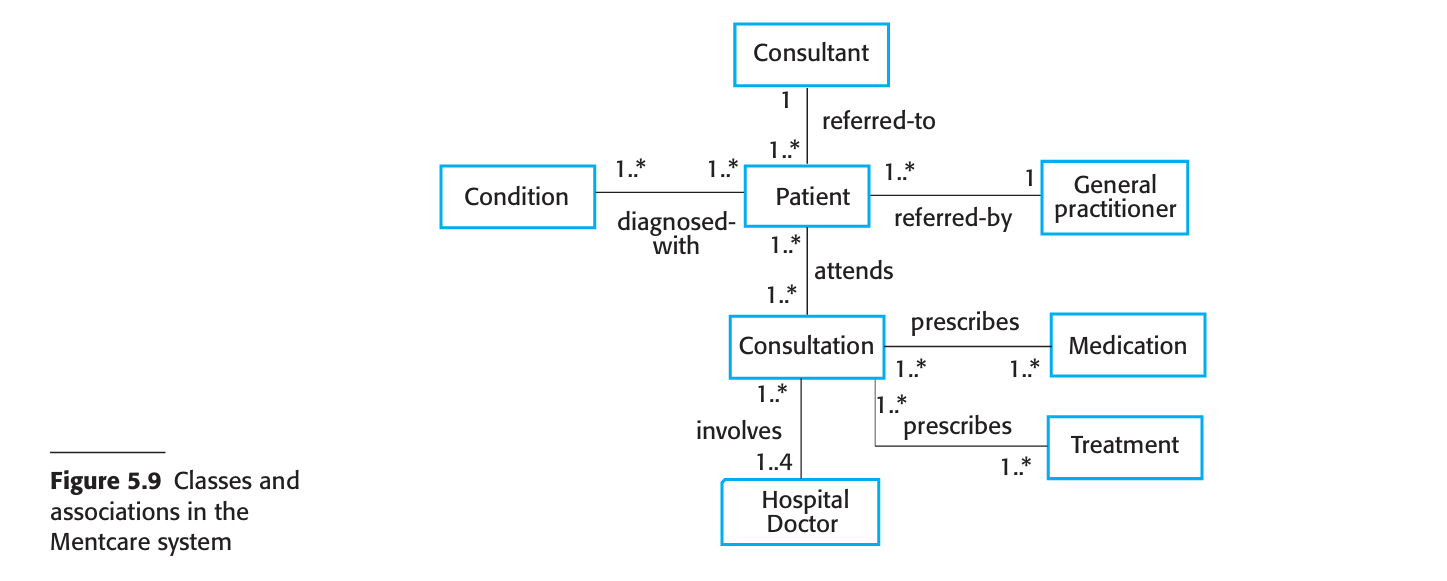 Consultant
1
referred-to
1..*
1..*
1..*
1..*
1
Condition
Patient
General
practitioner
diagnosed-
with
referred-by
1..*
attends
1..*
prescribes
Consultation
Medication
1..*
1..*
1..*
1..*
prescribes
involves
Treatment
1..4
1..*
Hospital
Doctor
Figure 5.9 Classes and
associations in the
Mentcare system